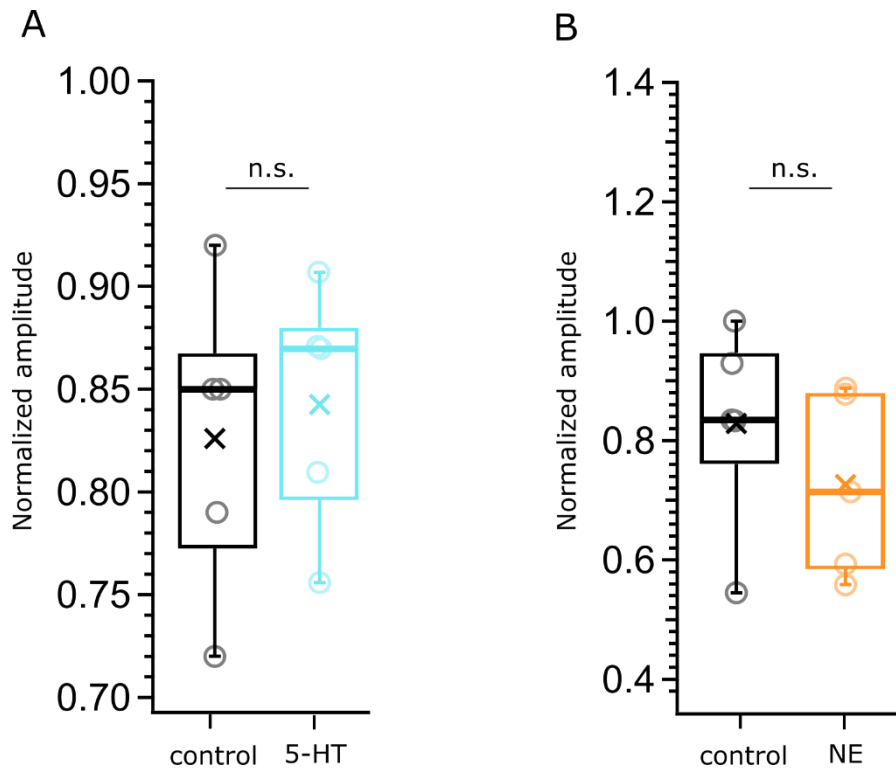 A
Normalized amplitude
1.00
0.95
0.90
0.85
0.80
0.75
0.70
n.s.
control 5-HT
B
Normalized amplitude
1.4
1.2
1.0
0.8
0.6
0.4
n.s.
control NE